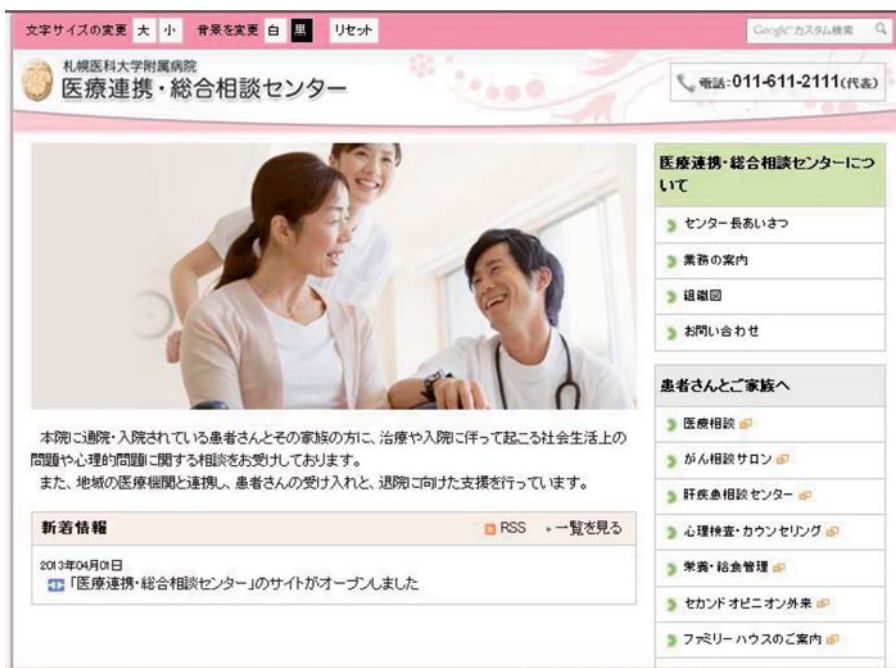 文字サイズの変更 大 小 背景を変更 白 黒 リセット
Google カスタム検索
札幌医科大学附属病院
医療連携・総合相談センター
電話:011-611-2111(代表)
本院に通院・入院されている患者さんとその家族の方に、治療や入院に伴って起こる社会生活上の
問題や心理的問題に関する相談をお受けしております。
また、地域の医療機関と連携し、患者さんの受け入れと、退院に向けた支援を行っています。
新着情報 RSS 一覧を見る
2013年04月01日
「医療連携・総合相談センター」のサイトがオープンしました
医療連携・総合相談センターにつ
いて
センター長あいさつ
業務の案内
組織図
お問い合わせ
患者さんとご家族へ
医療相談
がん相談サロン
肝疾患相談センター
心理検査・カウンセリング
栄養・給食管理
セカンドオピニオン外来
ファミリーハウスのご案内